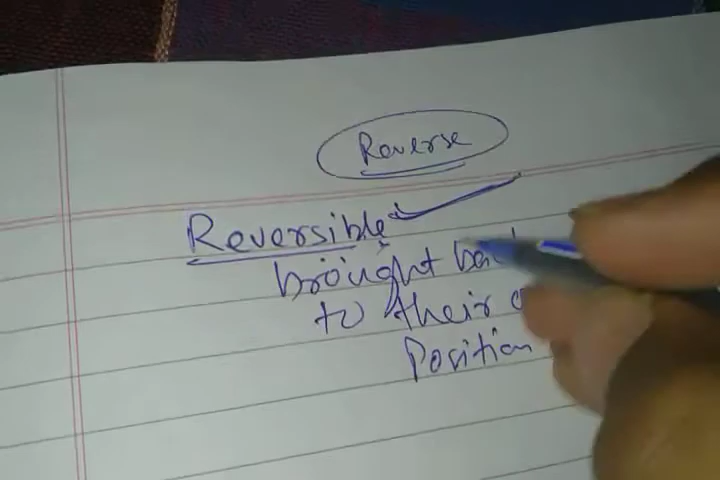 Reverse
Reversible
brought
to their
Position